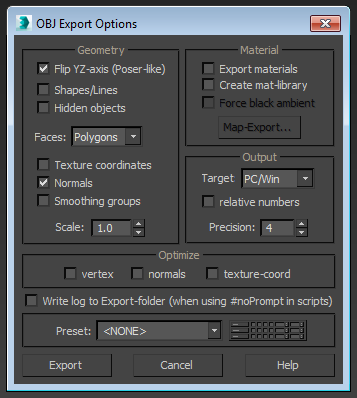 OBJ Export Options
Geometry
Flip YZ-axis (Poser-like)
Shapes/Lines
Hidden objects
Faces: Polygons
Texture coordinates
Normals
Smoothing groups
Scale: 1.0
Material
Export materials
Create mat-library
Force black ambient
Map-Export...
Output
Target: PC/Win
relative numbers
Precision: 4
Optimize
vertex normals texture-coord
Write log to Export-folder (when using #noPrompt in scripts)
Preset: <NONE>
Export Cancel Help